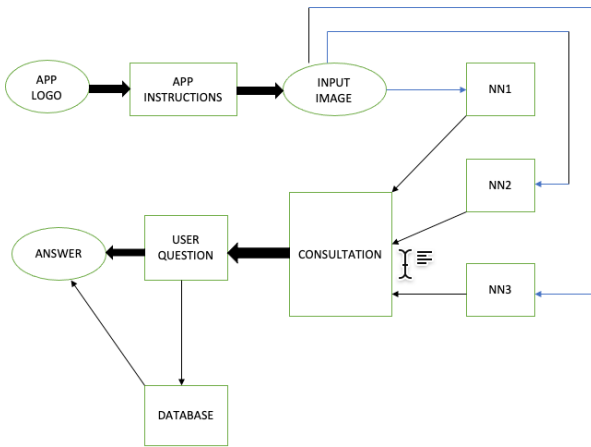 APP
LOGO
APP
INSTRUCTIONS
INPUT
IMAGE
NN1
NN2
ANSWER
USER
QUESTION
CONSULTATION
NN3
DATABASE